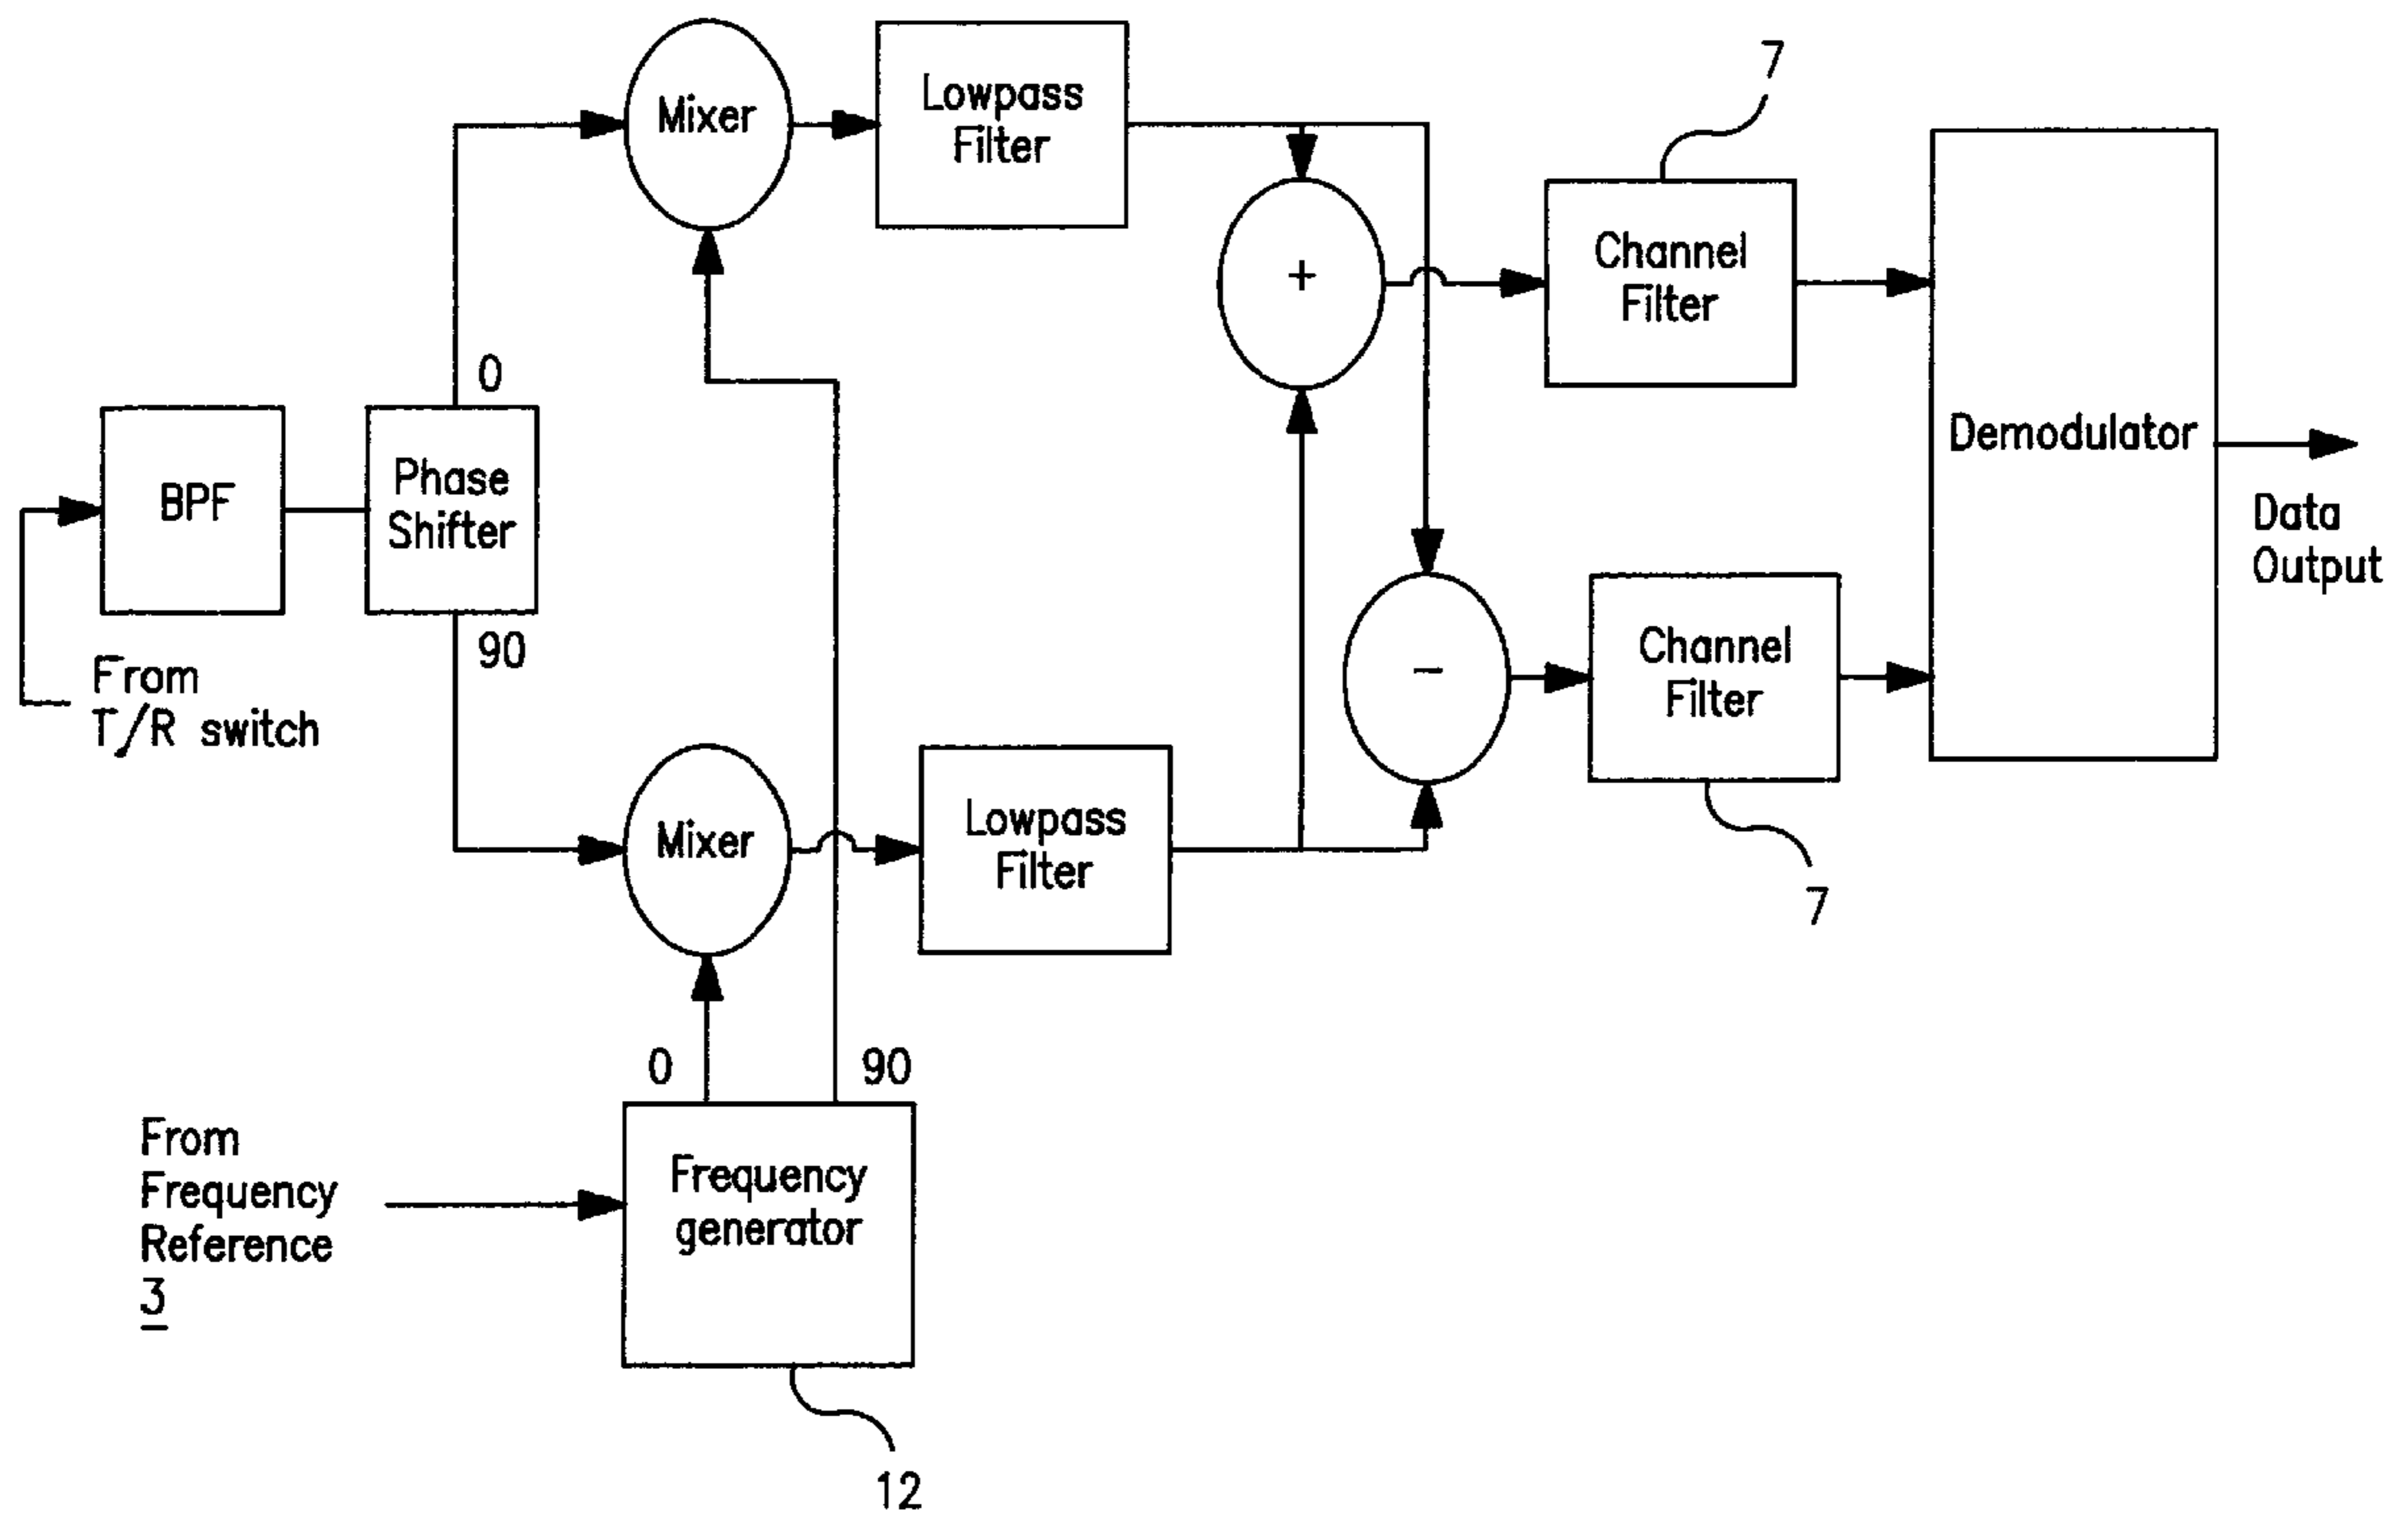 7
Mixer
Lowpass
Filter
+
Channel
Filter
0
BPF
Phase
Shifter
Demodulator
Data
Output
90
From
T/R switch
−
Channel
Filter
Mixer
Lowpass
Filter
7
0
90
From
Frequency
Reference
3
Frequency
generator
12